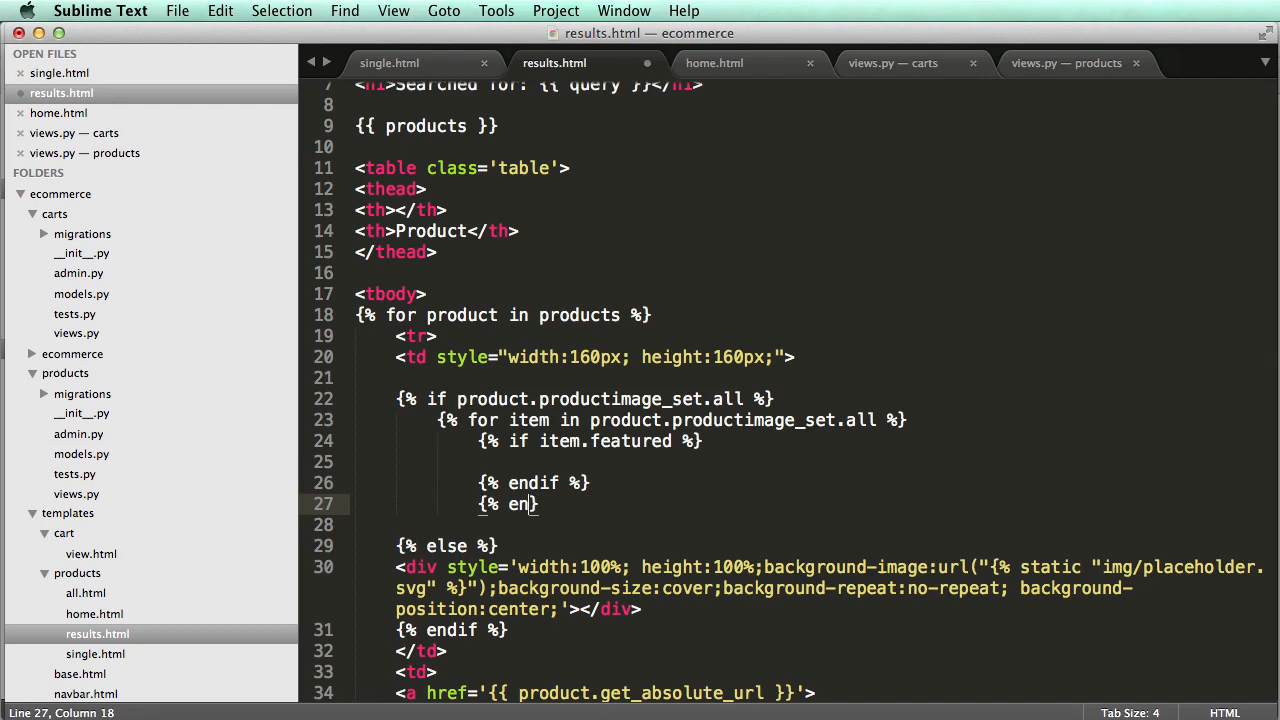 Sublime Text File Edit Selection Find View Goto Tools Project Window Help
results.html — ecommerce
OPEN FILES
single.html
results.html
home.html
views.py — carts
views.py — products
FOLDERS
ecommerce
carts
migrations
__init__.py
admin.py
models.py
tests.py
views.py
ecommerce
products
migrations
__init__.py
admin.py
models.py
tests.py
views.py
templates
cart
view.html
products
all.html
home.html
results.html
single.html
base.html
navbar.html
single.html results.html home.html views.py — carts views.py — products
7 <h1>Searched for: {{ query }}</h1>
8
9 {{ products }}
10
11 <table class='table'>
12 <thead>
13 <th></th>
14 <th>Product</th>
15 </thead>
16
17 <tbody>
18 {% for product in products %}
19 <tr>
20 <td style="width:160px; height:160px;">
21
22 {% if product.productimage_set.all %}
23 {% for item in product.productimage_set.all %}
24 {% if item.featured %}
25
26 {% endif %}
27 {% en}
28
29 {% else %}
30 <div style='width:100%; height:100%;background-image:url("{% static "img/placeholder.
svg" %}");background-size:cover;background-repeat:no-repeat; background-
position:center;'></div>
31 {% endif %}
32 </td>
33 <td>
34 <a href='{{ product.get_absolute_url }}'>
Line 27, Column 18 Tab Size: 4 HTML